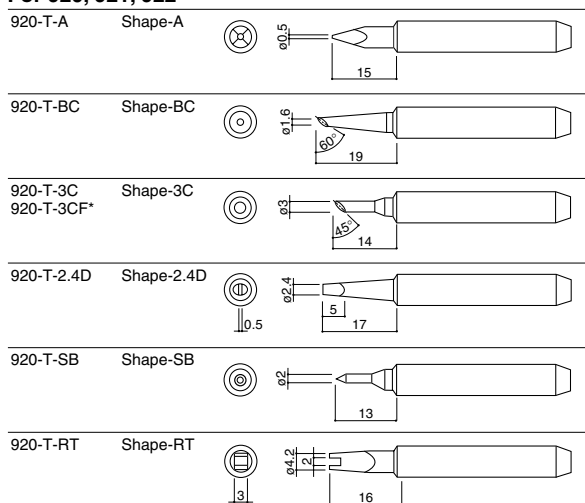 For 920, 921, 922
920-T-A Shape-A ø0.5 15
920-T-BC Shape-BC ø1.6 60° 19
920-T-3C Shape-3C ø3 45° 14
920-T-3CF*
920-T-2.4D Shape-2.4D ø2.4 5 0.5 17
920-T-SB Shape-SB ø2 13
920-T-RT Shape-RT ø4.2 2 3 16